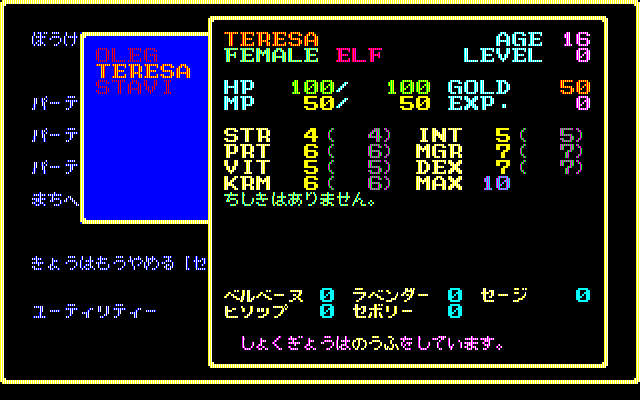 ぼうけ
OLEG
TERESA
STAVI
パーテ
パーテ
パーテ
まちへ
きょうはもうやめる [セ
ユーティリティー
TERESA AGE 16
FEMALE ELF LEVEL 0
HP 100/ 100 GOLD 50
MP 50/ 50 EXP. 0
STR 4( 4) INT 5( 5)
PRT 6( 6) MGR 7( 7)
VIT 5( 5) DEX 7( 7)
KRM 6( 6) MAX 10
ちしきはありません。
ベルベーヌ 0 ラベンダー 0 セージ 0
ヒソップ 0 セボリー 0
しょくぎょうはのうふをしています。